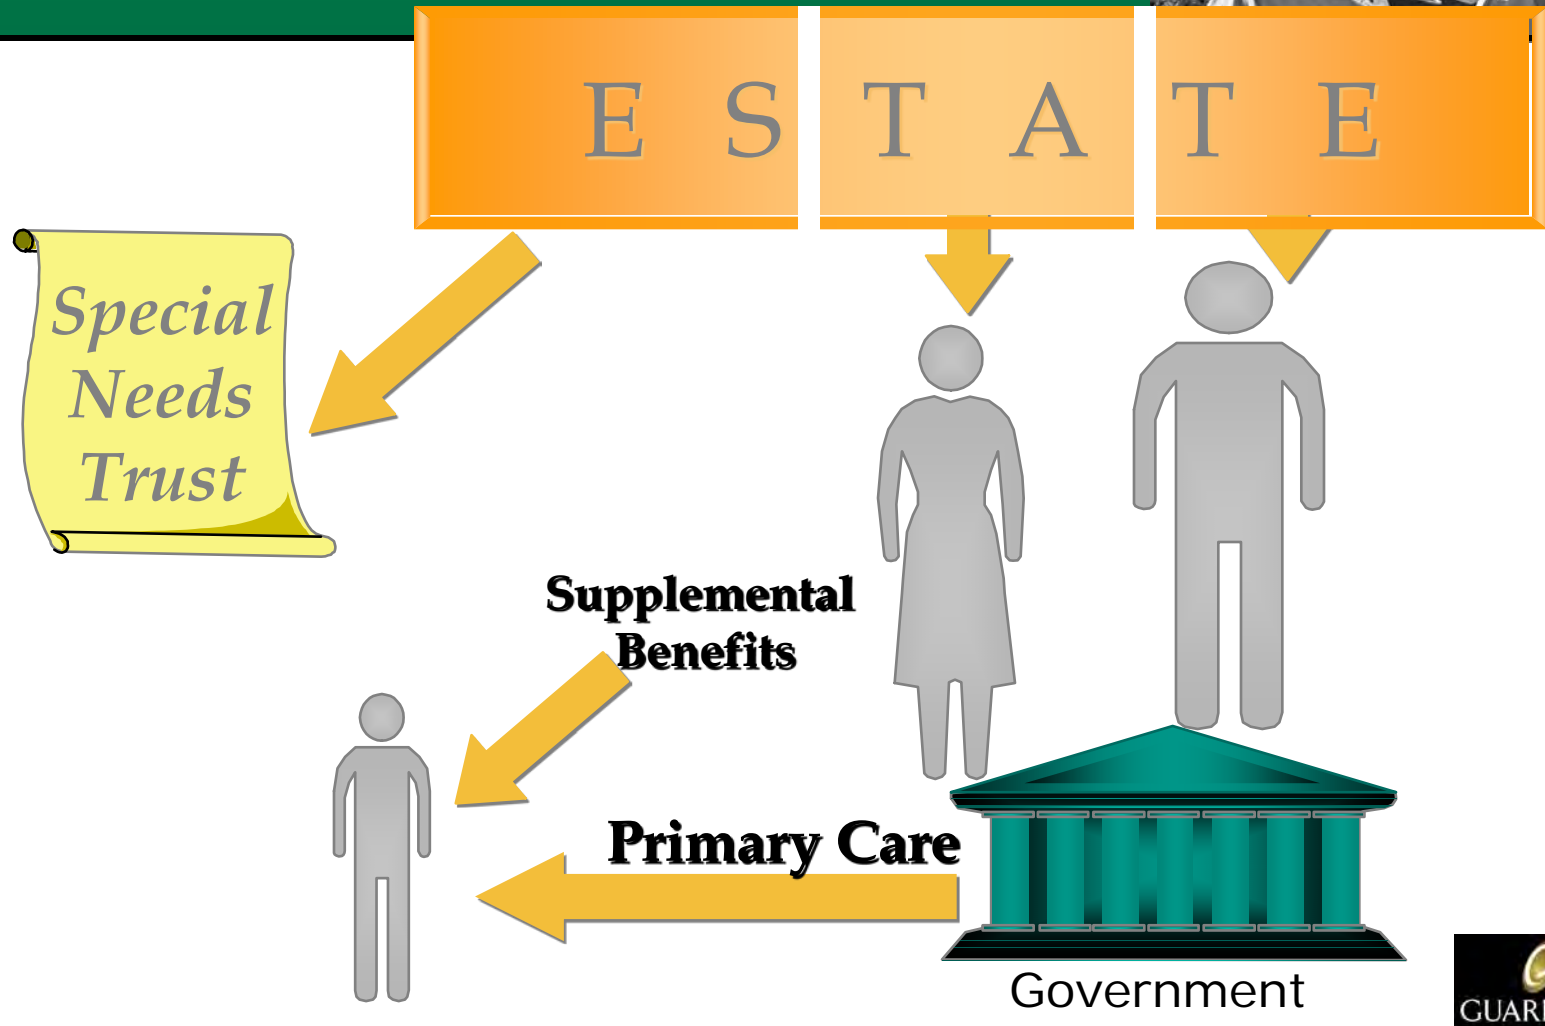 E S T A T E
Special
Needs
Trust
Supplemental
Benefits
Primary Care
Government